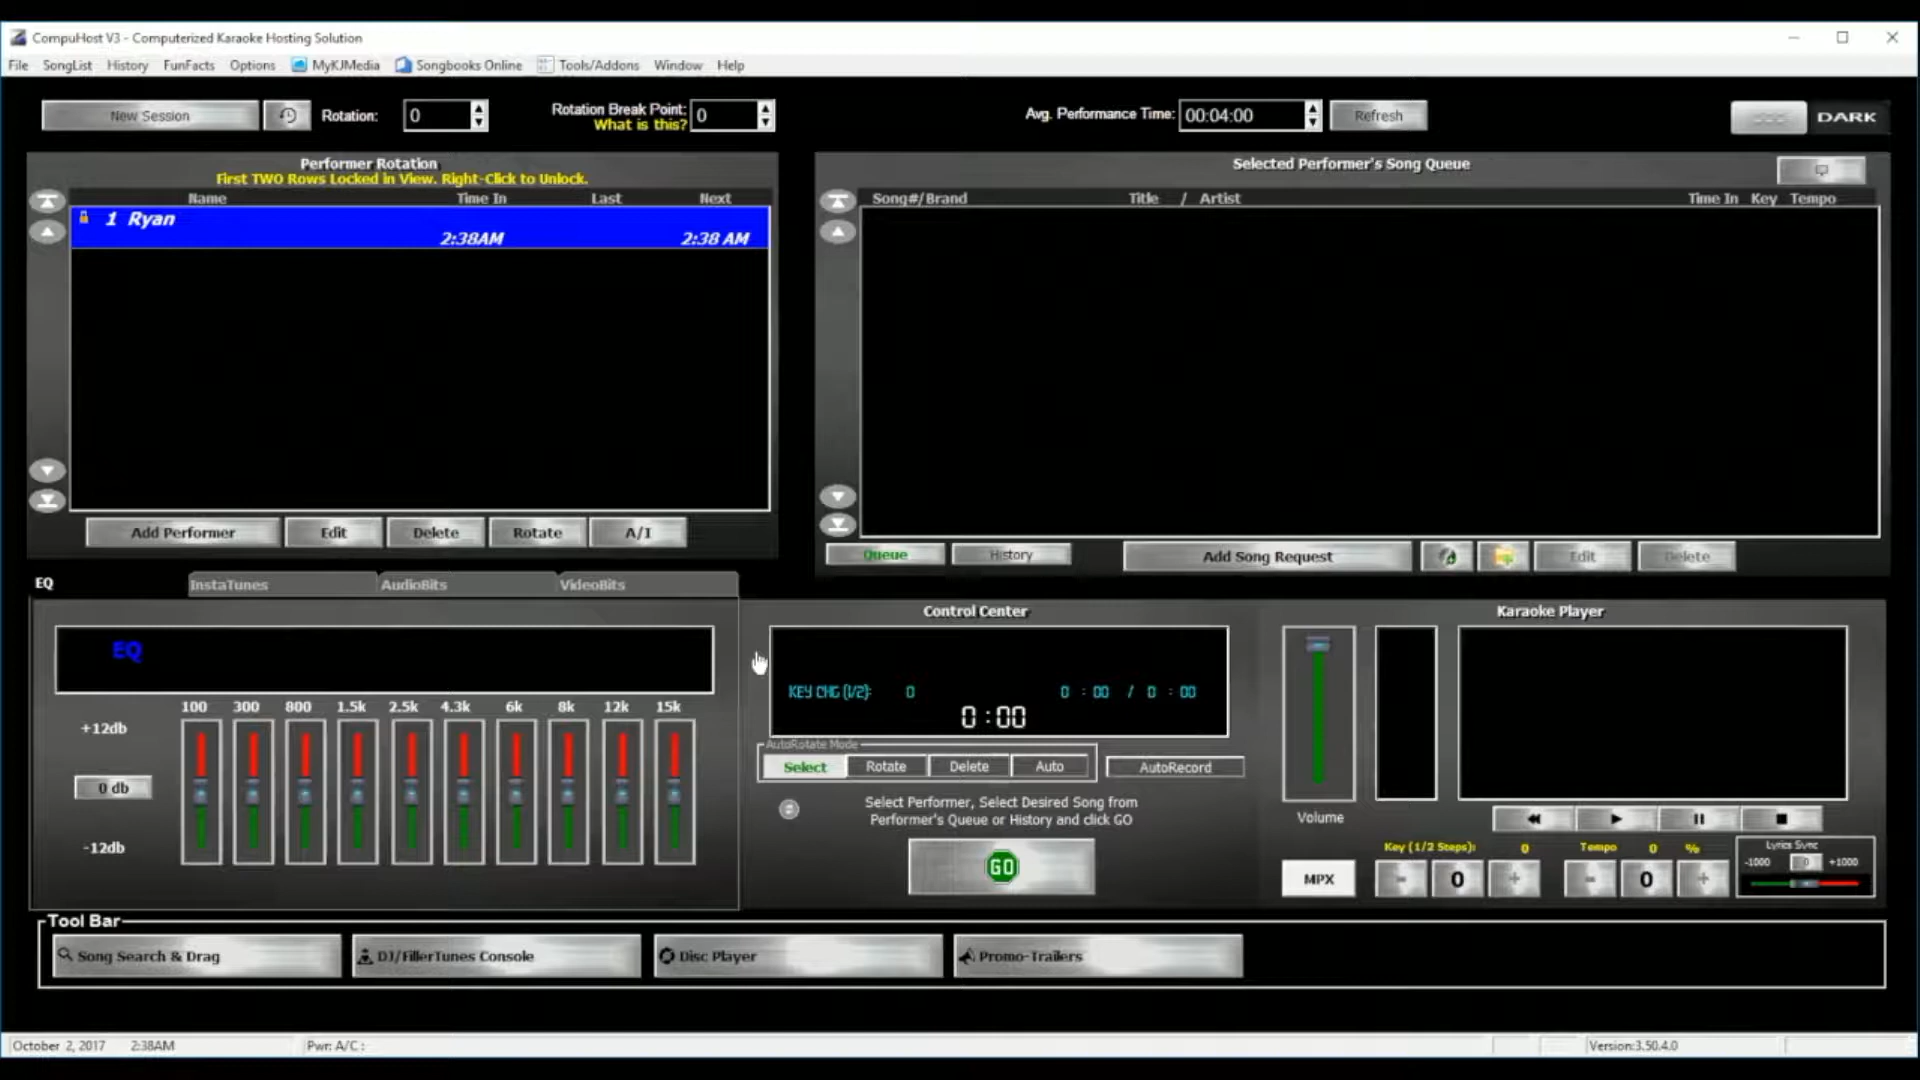 CompuHost V3 - Computerized Karaoke Hosting Solution
File SongList History FunFacts Options MyKJMedia Songbooks Online Tools/Addons Window Help
New Session Rotation: 0 Rotation Break Point: What is this? 0 Avg. Performance Time: 00:04:00 Refresh DARK
Performer Rotation
First TWO Rows Locked in View. Right-Click to Unlock.
Name Time In Last Next
1 Ryan
2:38AM 2:38 AM
Add Performer Edit Delete Rotate A/I
Selected Performer's Song Queue
Song#/Brand Title / Artist Time In Key Tempo
Queue History Add Song Request Edit Delete
EQ InstaTunes AudioBits VideoBits
EQ
100 300 800 1.5k 2.5k 4.3k 6k 8k 12k 15k
+12db
0 db
-12db
Control Center
KEY CHG (1/2): 0 0 : 00 / 0 : 00
0:00
AutoRotate Mode
Select Rotate Delete Auto AutoRecord
Select Performer, Select Desired Song from
Performer's Queue or History and click GO
GO
Karaoke Player
Volume
MPX
Key (1/2 Steps): 0 Tempo 0 %
- 0 + - 0 +
Lyrics Sync
-1000 0 +1000
Tool Bar
Song Search & Drag DJ/FillerTunes Console Disc Player Promo-Trailers
October 2, 2017 2:38AM Pwr: A/C : Version:3.50.4.0